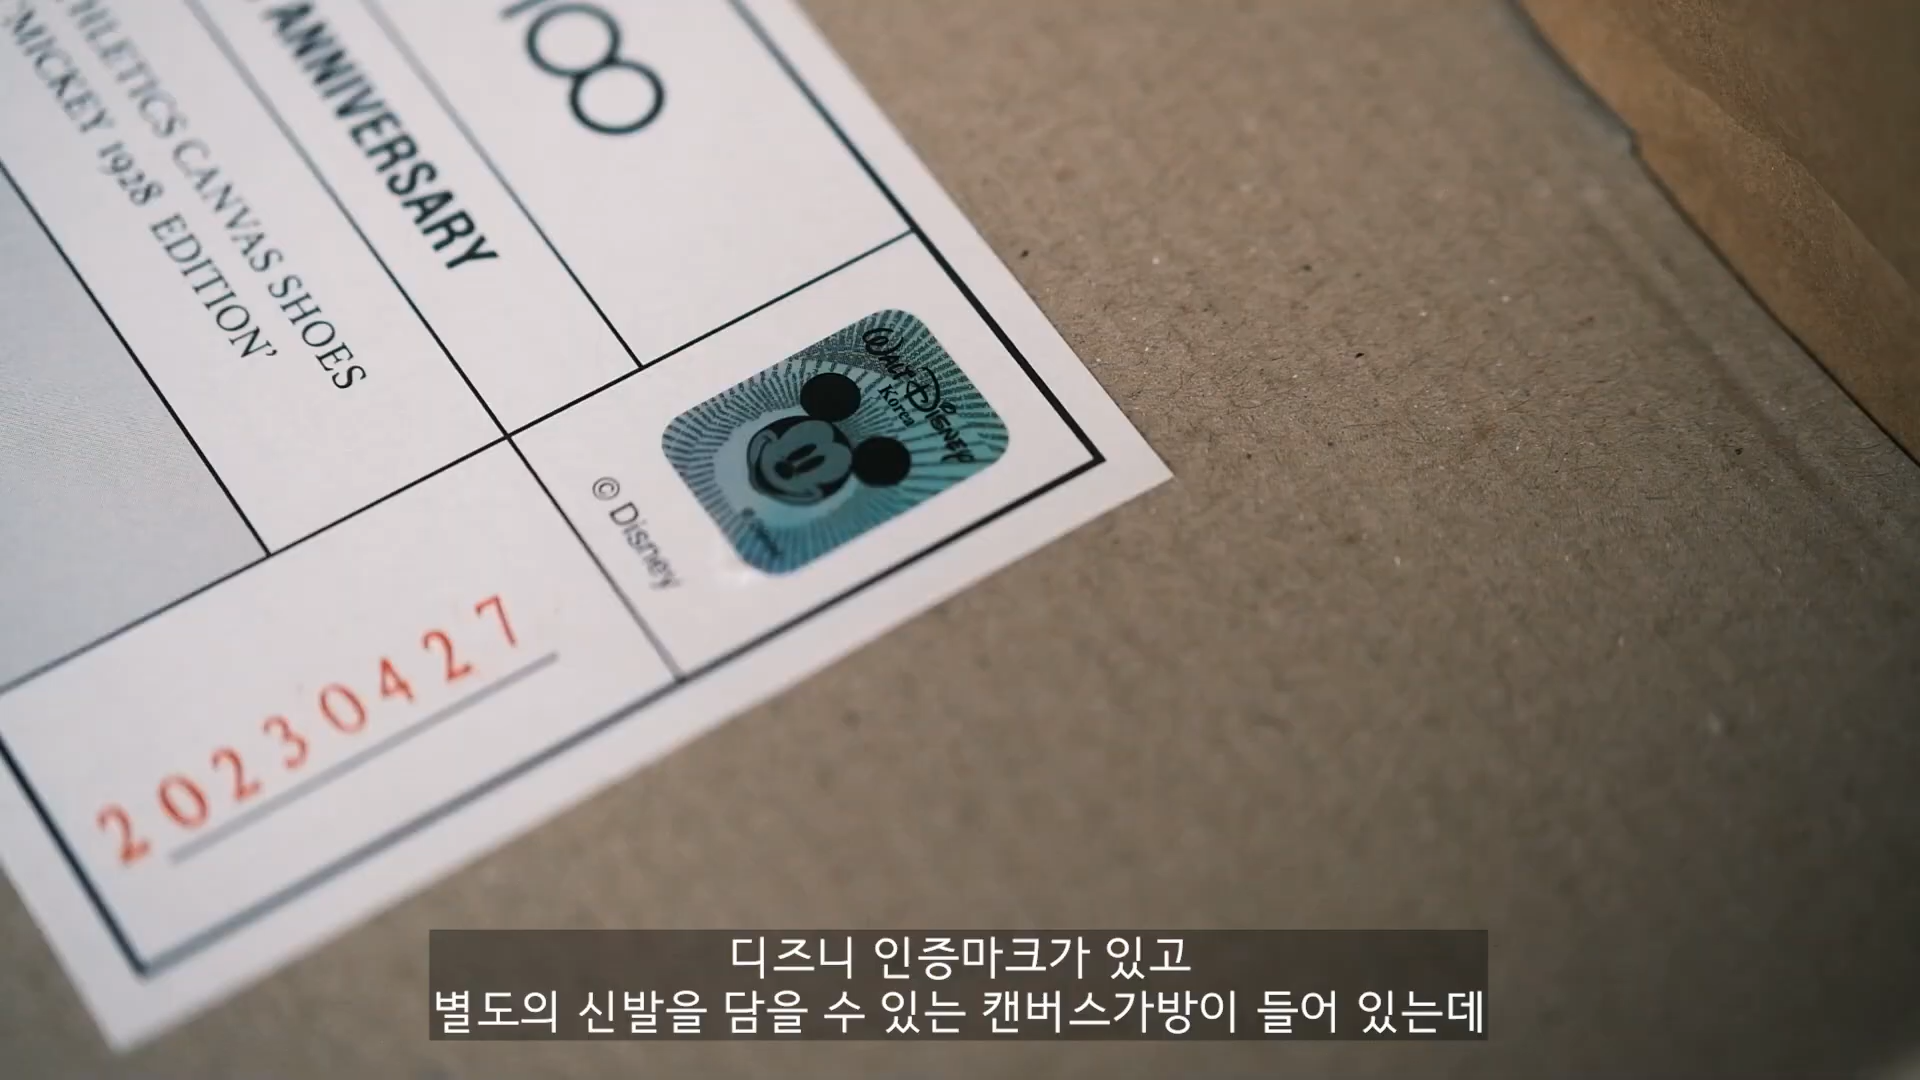 100
ANNIVERSARY
CANVAS SHOES
MICKEY 1928 EDITION'
WALT DISNEY
Korea
© Disney
20230427
디즈니 인증마크가 있고
별도의 신발을 담을 수 있는 캔버스가방이 들어 있는데